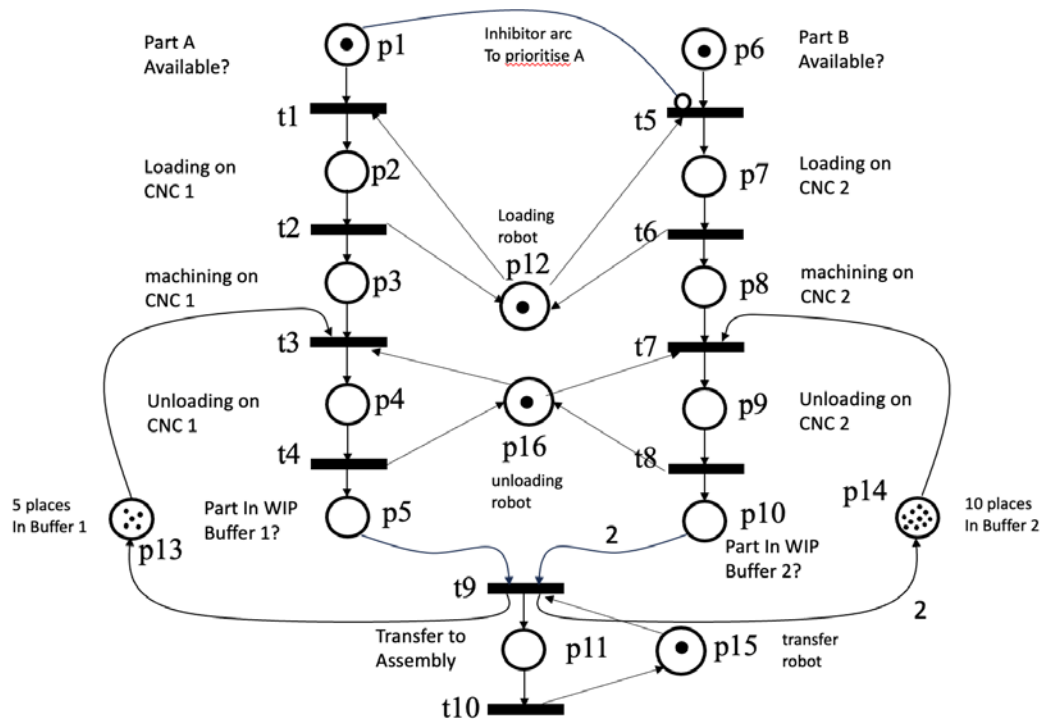 Part A
Available?
p1
Inhibitor arc
To prioritise A
p6
Part B
Available?
t1
t5
Loading on
CNC 1
p2
p7
Loading on
CNC 2
Loading
robot
t2
t6
p12
machining on
CNC 1
p3
p8
machining on
CNC 2
t3
t7
Unloading on
CNC 1
p4
p9
Unloading on
CNC 2
p16
t4
t8
unloading
robot
5 places
In Buffer 1
p13
Part In WIP
Buffer 1?
p5
2
p10
Part In WIP
Buffer 2?
p14
10 places
In Buffer 2
t9
2
Transfer to
Assembly
p11
p15
transfer
robot
t10